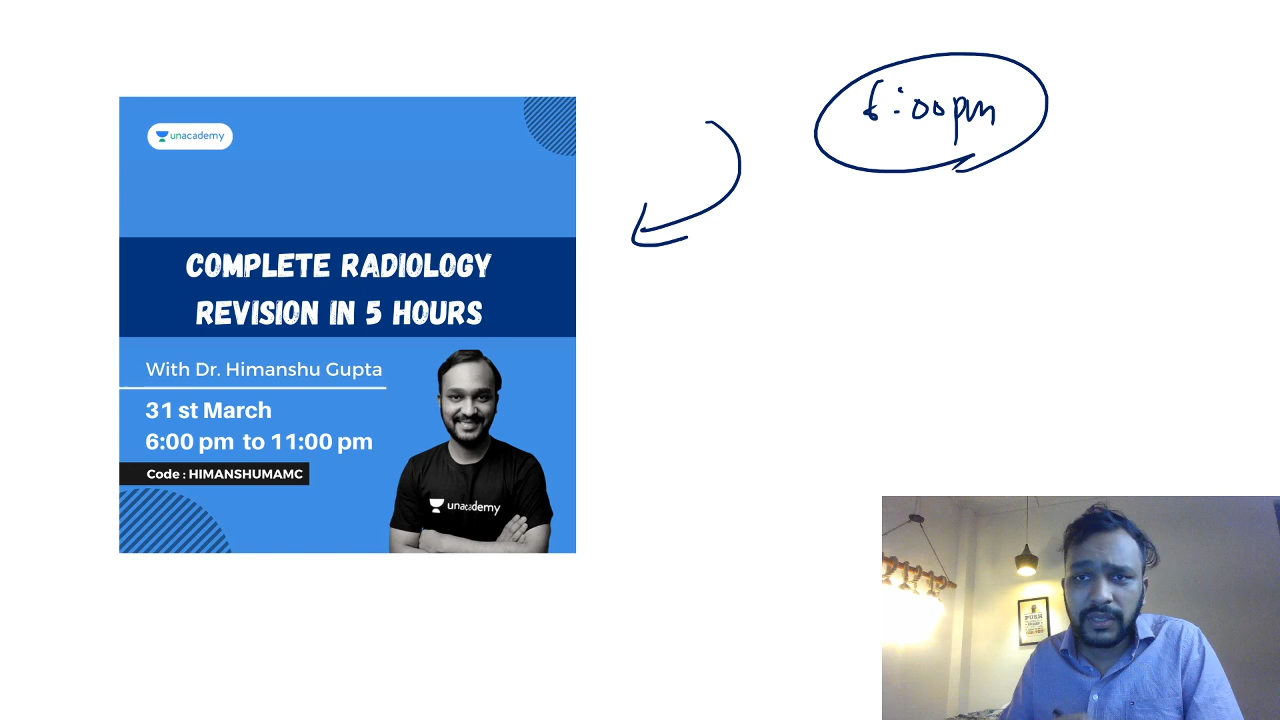 6:00pm
unacademy
COMPLETE RADIOLOGY
REVISION IN 5 HOURS
With Dr. Himanshu Gupta
31 st March
6:00 pm to 11:00 pm
Code : HIMANSHUMAMC
unacademy
PUSH